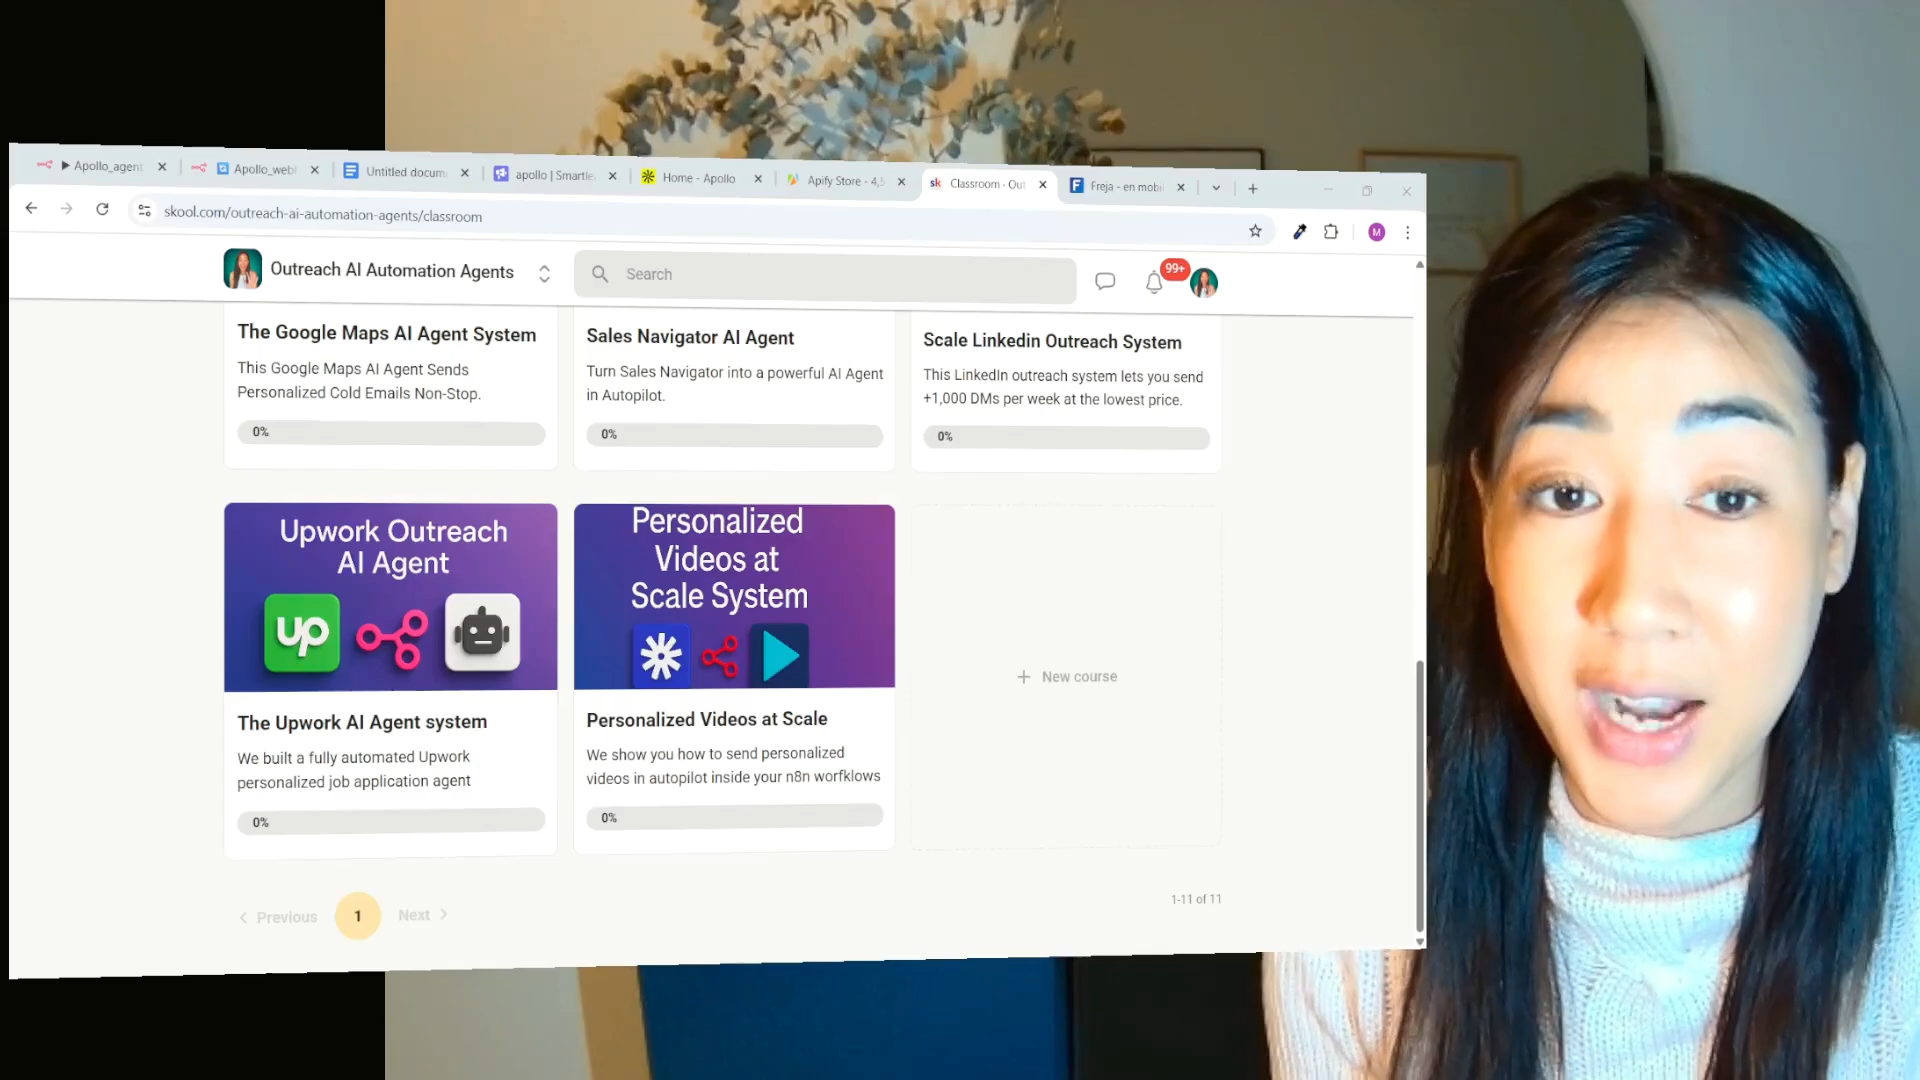 Apollo_agent
Apollo_web
Untitled docum
apollo | Smartle
Home - Apollo
Apify Store - 4,5
sk
Classroom - Out
F
Freja - en mobi
skool.com/outreach-ai-automation-agents/classroom
M
Outreach AI Automation Agents
Search
99+
The Google Maps AI Agent System
This Google Maps AI Agent Sends
Personalized Cold Emails Non-Stop.
0%
Sales Navigator AI Agent
Turn Sales Navigator into a powerful AI Agent
in Autopilot.
0%
Scale Linkedin Outreach System
This LinkedIn outreach system lets you send
+1,000 DMs per week at the lowest price.
0%
Upwork Outreach
AI Agent
up
The Upwork AI Agent system
We built a fully automated Upwork
personalized job application agent
0%
Personalized
Videos at
Scale System
Personalized Videos at Scale
We show you how to send personalized
videos in autopilot inside your n8n worfklows
0%
+ New course
Previous
1
Next
1-11 of 11